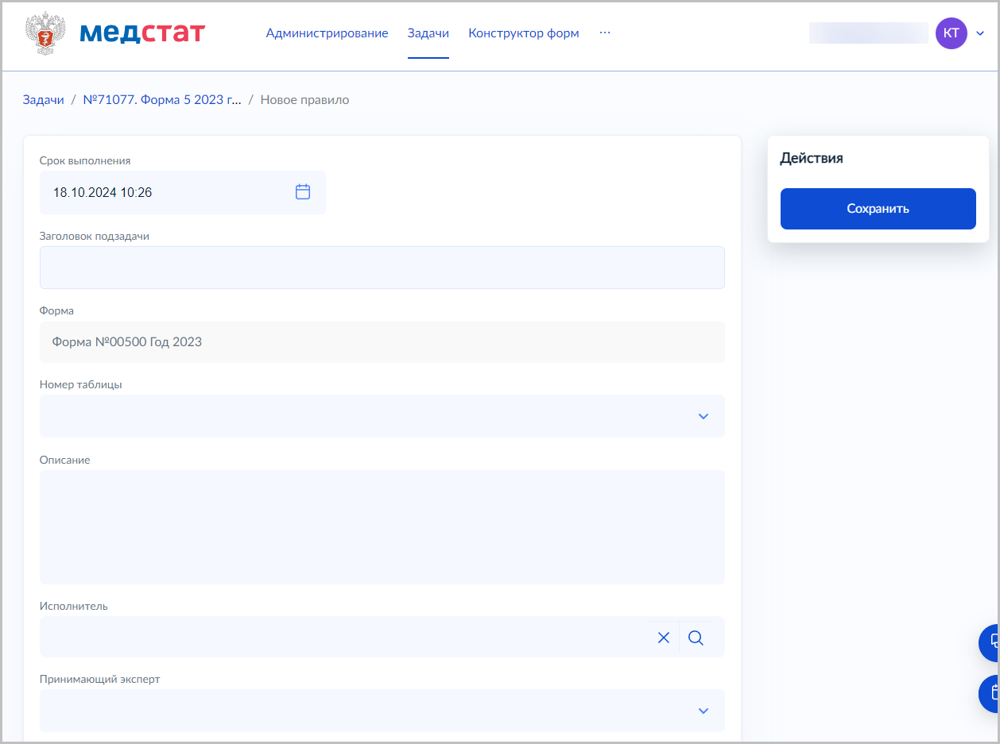 медстат
Администрирование Задачи Конструктор форм ...
КТ
Задачи / №71077. Форма 5 2023 г... / Новое правило
Срок выполнения
18.10.2024 10:26
Заголовок подзадачи
Форма
Форма №00500 Год 2023
Номер таблицы
Описание
Исполнитель
Принимающий эксперт
Действия
Сохранить